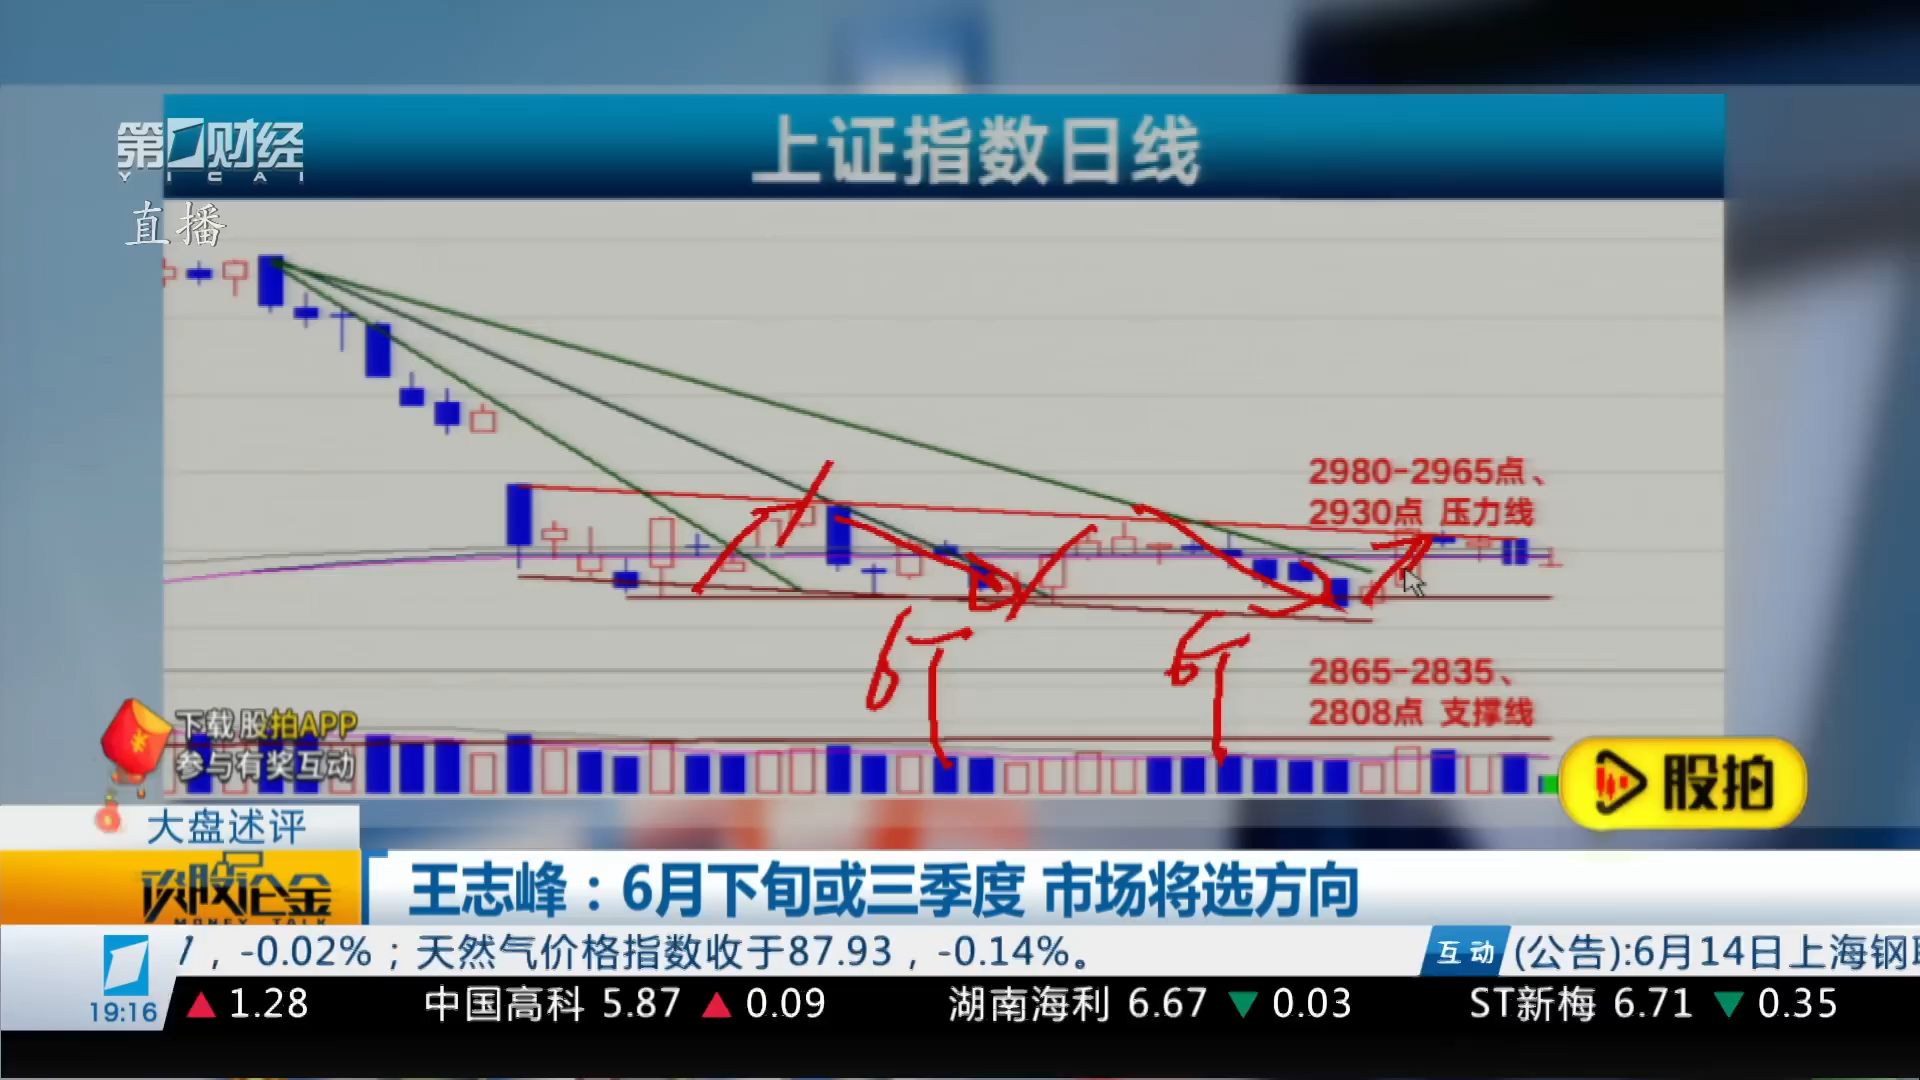 上证指数日线
第1财经
YICAI
直播
2980-2965点、
2930点 压力线
6T
6T
2865-2835、
2808点 支撑线
下载股拍APP
参与有奖互动
股拍
大盘述评
谈股论金
MONEY TALK
王志峰：6月下旬或三季度 市场将选方向
，-0.02%；天然气价格指数收于87.93，-0.14%。
互动
(公告):6月14日上海钢
19:16
▲ 1.28 中国高科 5.87 ▲ 0.09 湖南海利 6.67 ▼ 0.03 ST新梅 6.71 ▼ 0.35